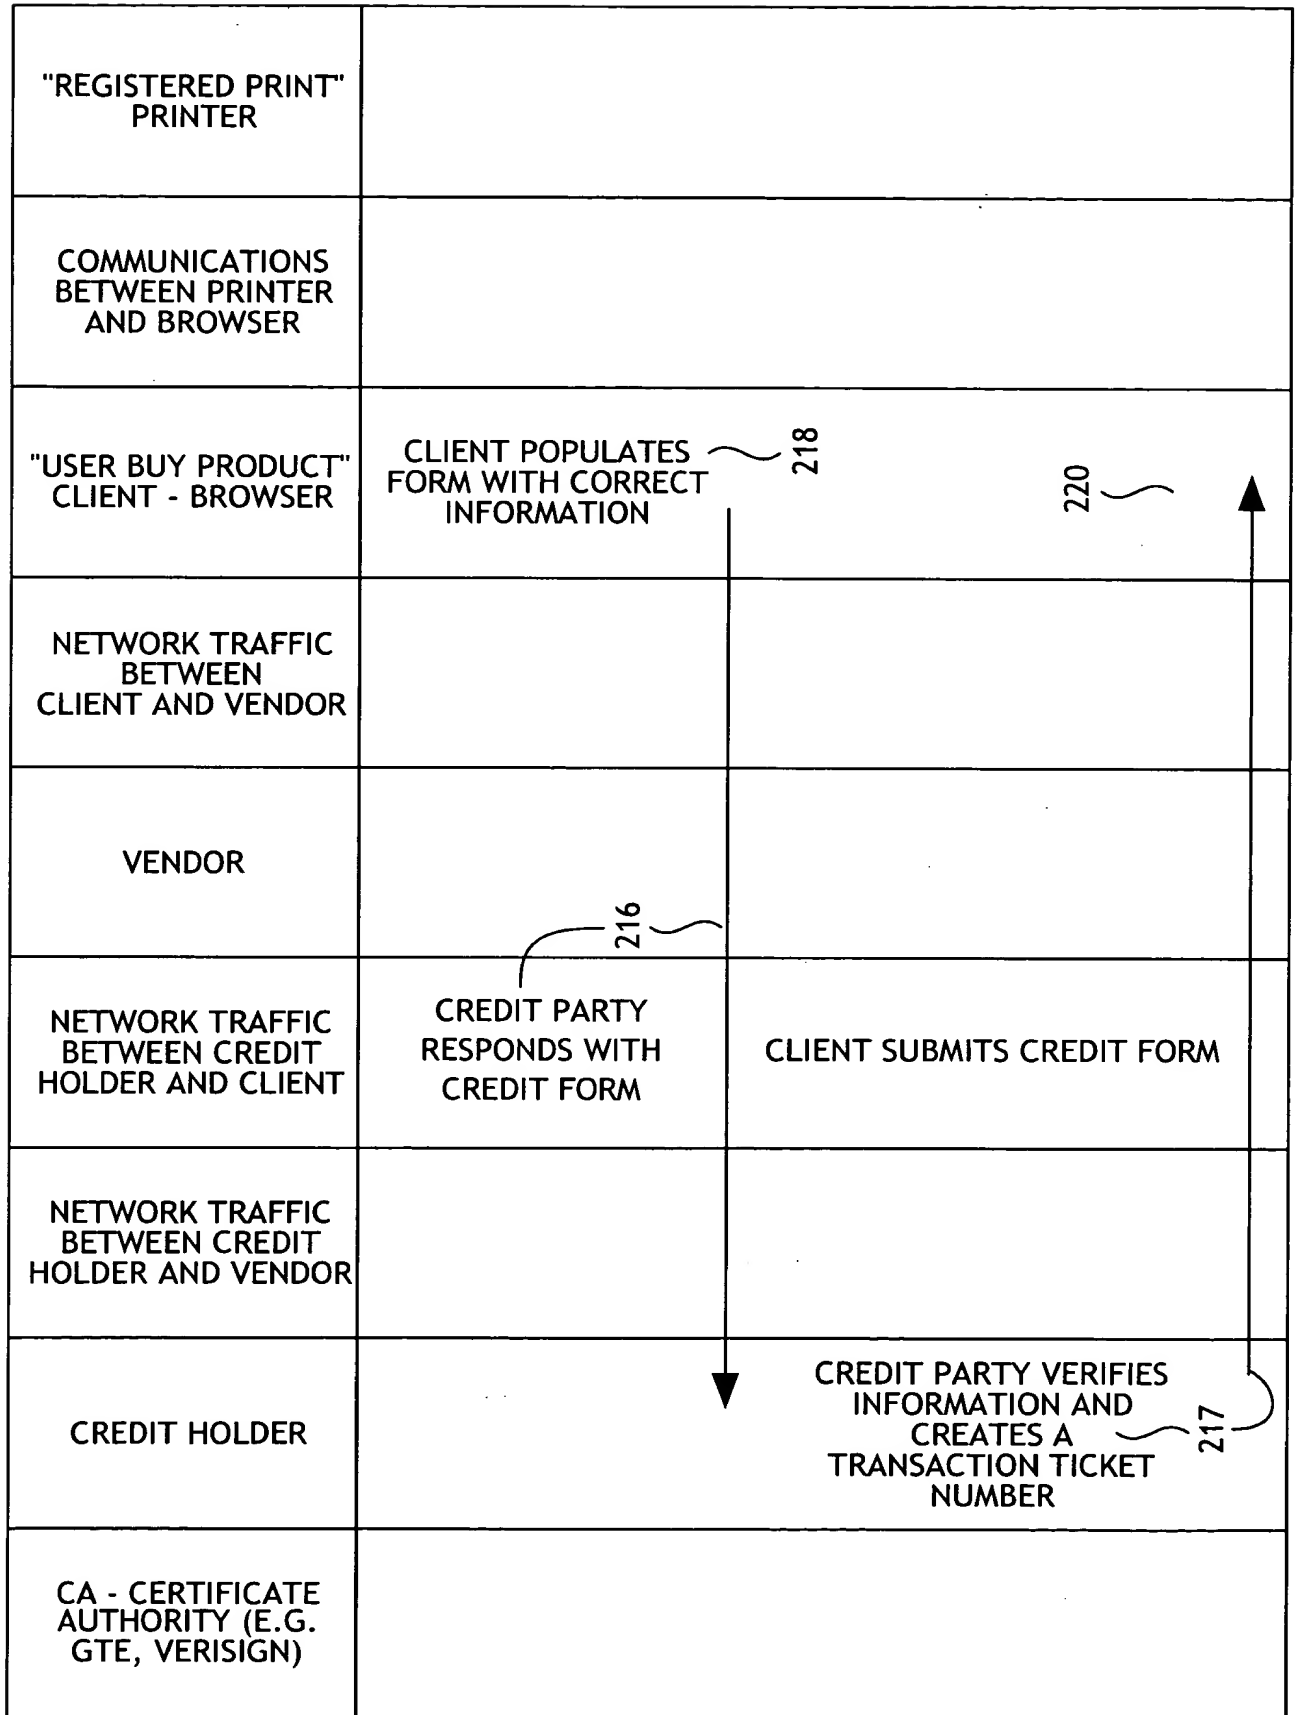 "REGISTERED PRINT"
PRINTER
COMMUNICATIONS
BETWEEN PRINTER
AND BROWSER
"USER BUY PRODUCT"
CLIENT - BROWSER
CLIENT POPULATES
FORM WITH CORRECT
INFORMATION
218
220
NETWORK TRAFFIC
BETWEEN
CLIENT AND VENDOR
VENDOR
216
NETWORK TRAFFIC
BETWEEN CREDIT
HOLDER AND CLIENT
CREDIT PARTY
RESPONDS WITH
CREDIT FORM
CLIENT SUBMITS CREDIT FORM
NETWORK TRAFFIC
BETWEEN CREDIT
HOLDER AND VENDOR
CREDIT HOLDER
CREDIT PARTY VERIFIES
INFORMATION AND
CREATES A
TRANSACTION TICKET
NUMBER
217
CA - CERTIFICATE
AUTHORITY (E.G.
GTE, VERISIGN)